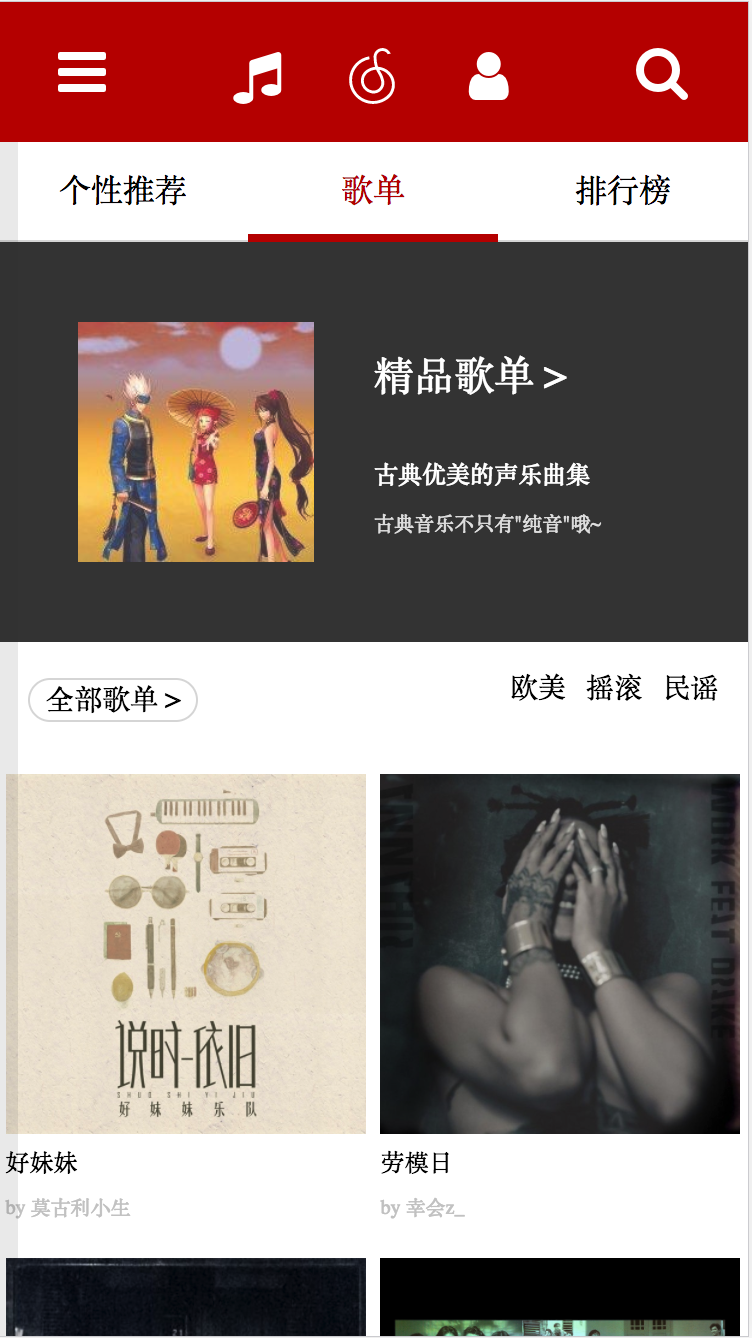 个性推荐 歌单 排行榜
精品歌单 >
古典优美的声乐曲集
古典音乐不只有"纯音"哦~
全部歌单 >
欧美 摇滚 民谣
说时-依旧
SHUO SHI YI JIU
好妹妹乐队
WORK FEAT DRAKE
好妹妹
劳模日
by 莫古利小生
by 幸会z_